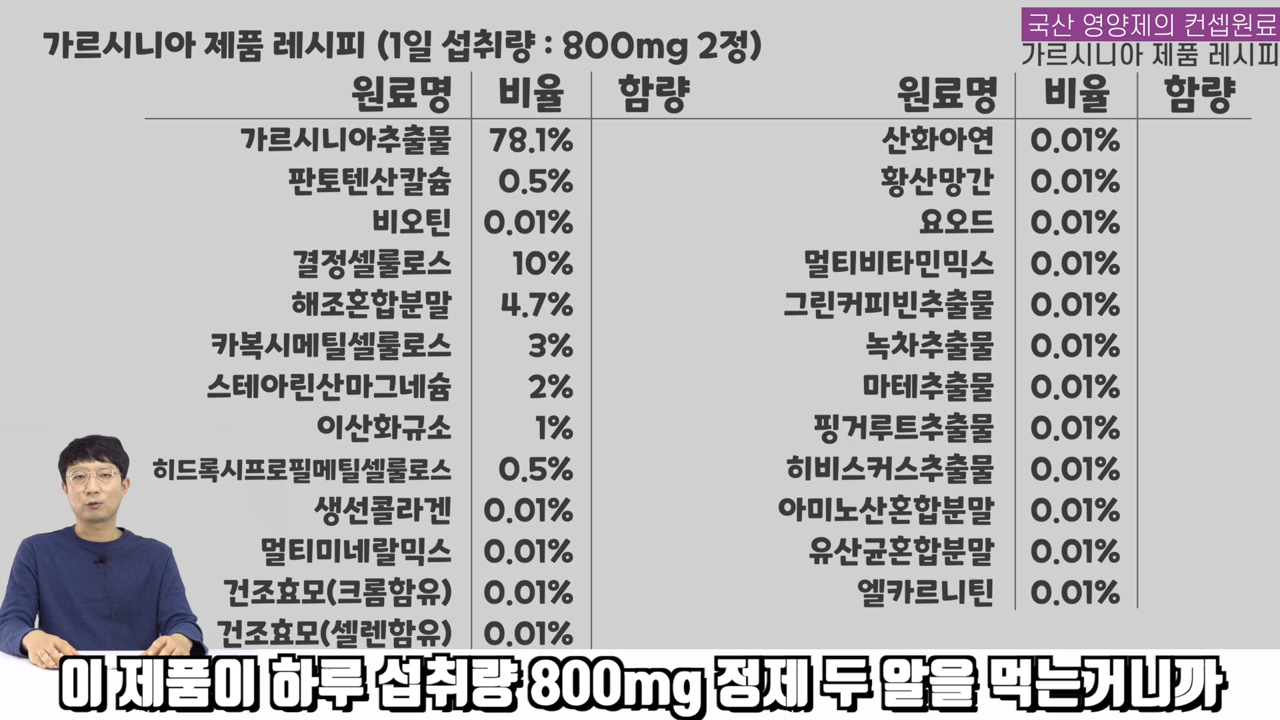 국산 영양제의 컨셉원료
가르시니아 제품 레시피
가르시니아 제품 레시피 (1일 섭취량 : 800mg 2정)
원료명 비율 함량 원료명 비율 함량
가르시니아추출물 78.1% 산화아연 0.01%
판토텐산칼슘 0.5% 황산망간 0.01%
비오틴 0.01% 요오드 0.01%
결정셀룰로스 10% 멀티비타민믹스 0.01%
해조혼합분말 4.7% 그린커피빈추출물 0.01%
카복시메틸셀룰로스 3% 녹차추출물 0.01%
스테아린산마그네슘 2% 마테추출물 0.01%
이산화규소 1% 핑거루트추출물 0.01%
히드록시프로필메틸셀룰로스 0.5% 히비스커스추출물 0.01%
생선콜라겐 0.01% 아미노산혼합분말 0.01%
멀티미네랄믹스 0.01% 유산균혼합분말 0.01%
건조효모(크롬함유) 0.01% 엘카르니틴 0.01%
건조효모(셀렌함유) 0.01%
이 제품이 하루 섭취량 800mg 정제 두 알을 먹는거니까